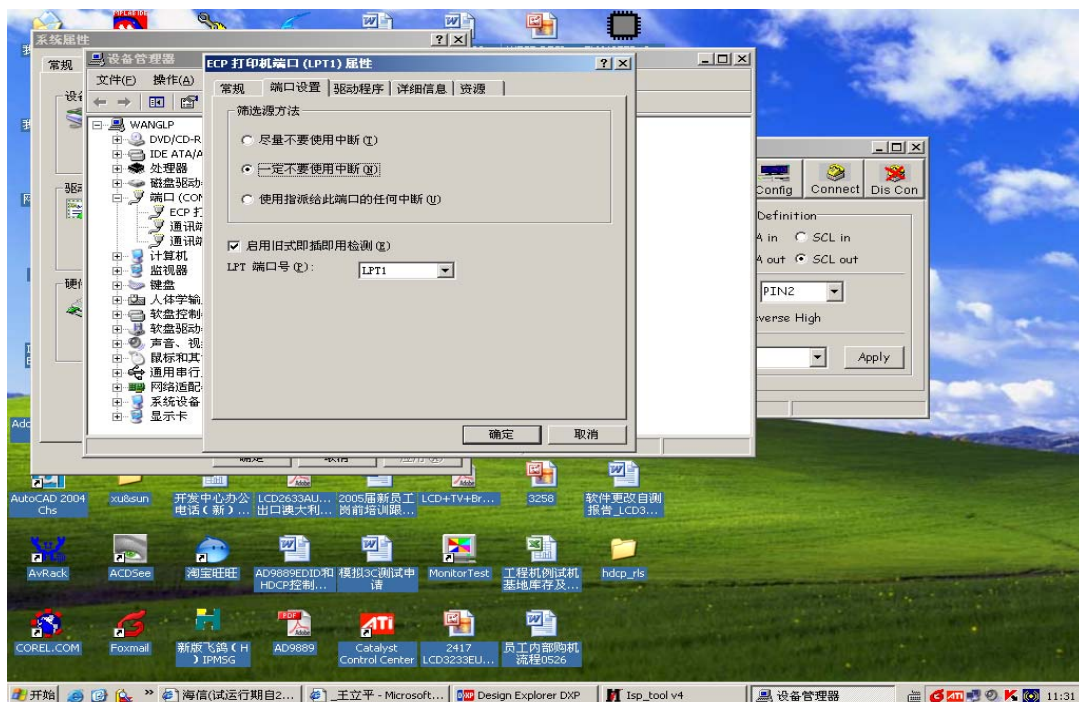 系统属性
常规
设备管理器
文件(F) 操作(A)
WANGLP
DVD/CD-R
IDE ATA/A
处理器
磁盘驱动
端口 (COM
ECP 打
通讯端
通讯端
计算机
监视器
键盘
人体学输
软盘控制
软盘驱动
声音、视
鼠标和其
通用串行
网络适配
系统设备
显示卡
ECP 打印机端口 (LPT1) 属性
常规 端口设置 驱动程序 详细信息 资源
筛选源方法
尽量不要使用中断(T)
一定不要使用中断(N)
使用指派给此端口的任何中断(U)
启用旧式即插即用检测(E)
LPT 端口号(P): LPT1
确定 取消
Config Connect Dis Con
Definition
A in SCL in
A out SCL out
PIN2
verse High
Apply
AutoCAD 2004 Chs
xu&sun
开发中心办公电话(新)...
LCD2633AU...出口澳大利...
2005届新员工岗前培训跟...
LCD+TV+Br...
3258
软件更改自测报告_LCD3...
AvRack
ACDSee
淘宝旺旺
AD9889EDID和HDCP控制...
模拟3C测试申请
MonitorTest
工程机例试机基地库存及...
hdcp_rls
COREL.COM
Foxmail
新版飞鸽(H)IPMSG
AD9889
Catalyst Control Center
2417 LCD3233EU...
员工内部购机流程0526
开始 » 海信(试运行期自2... _王立平 - Microsoft... Design Explorer DXP Isp_tool v4 设备管理器 11:31